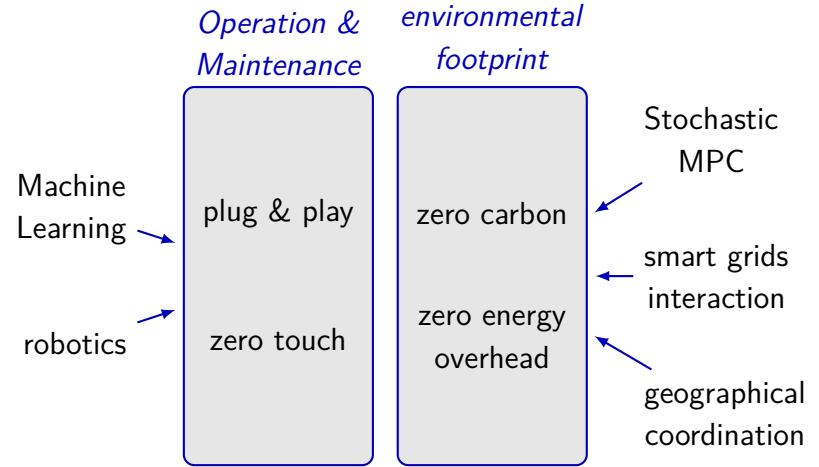 Operation &
Maintenance
environmental
footprint
Machine
Learning
robotics
plug & play
zero touch
zero carbon
zero energy
overhead
Stochastic
MPC
smart grids
interaction
geographical
coordination